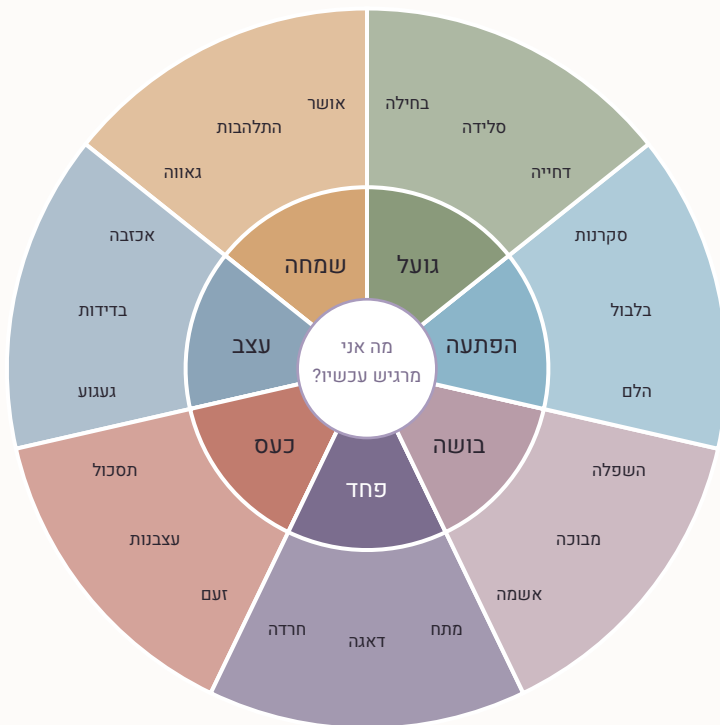 מה אני
מרגיש עכשיו?
שמחה
אושר
התלהבות
גאווה
עצב
אכזבה
בדידות
געגוע
כעס
תסכול
עצבנות
זעם
פחד
חרדה
דאגה
מתח
בושה
אשמה
מבוכה
השפלה
הפתעה
הלם
בלבול
סקרנות
גועל
דחייה
סלידה
בחילה